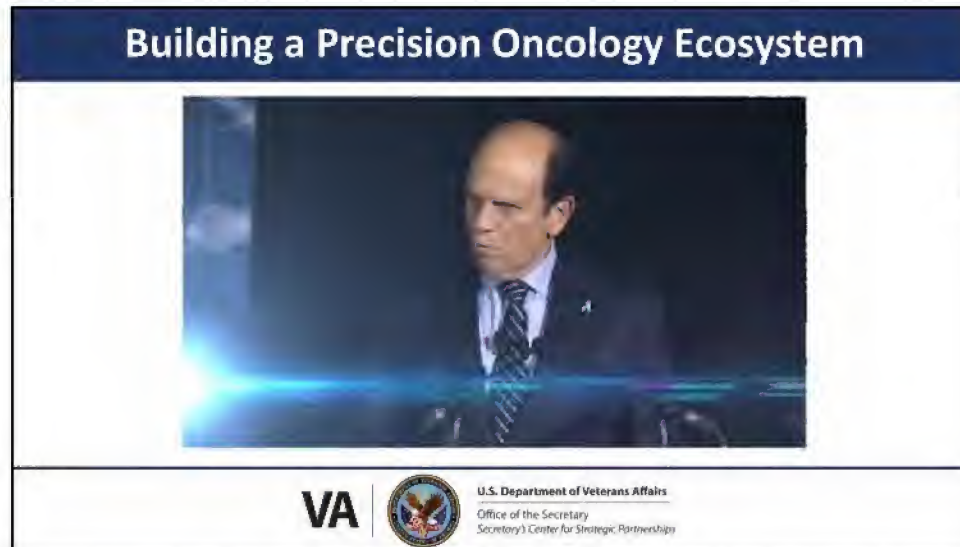 Building a Precision Oncology Ecosystem
VA
U.S. Department of Veterans Affairs
Office of the Secretary
Secretary's Center for Strategic Partnerships